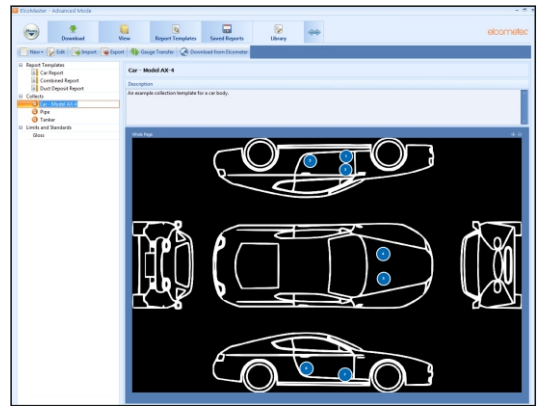 ElcoMaster - Advanced Mode
Download
View
Report Templates
Saved Reports
Library
elcometer
New Edit Import Export Gauge Transfer Download from Elcometer
Report Templates
Car Report
Combined Report
Duct Deposit Report
Collects
Car - Model AX-4
Pipe
Tanker
Limits and Standards
Gloss
Car - Model AX-4
Description
An example collection template for a car body.
Whole Page